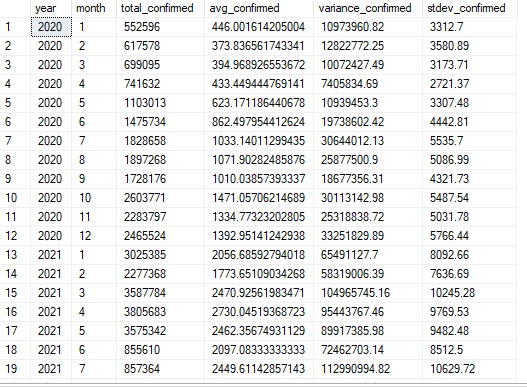 year month total_confirmed avg_confirmed variance_confirmed stdev_confirmed
1 2020 1 552596 446.001614205004 10973960.82 3312.7
2 2020 2 617578 373.836561743341 12822772.25 3580.89
3 2020 3 699095 394.968926553672 10072427.49 3173.71
4 2020 4 741632 433.449444769141 7405834.69 2721.37
5 2020 5 1103013 623.171186440678 10939453.3 3307.48
6 2020 6 1475734 862.497954412624 19738602.42 4442.81
7 2020 7 1828658 1033.14011299435 30644012.13 5535.7
8 2020 8 1897268 1071.90282485876 25877500.9 5086.99
9 2020 9 1728176 1010.03857393337 18677356.31 4321.73
10 2020 10 2603771 1471.05706214689 30113142.98 5487.54
11 2020 11 2283797 1334.77323202805 25318838.72 5031.78
12 2020 12 2465524 1392.95141242938 33251829.89 5766.44
13 2021 1 3025385 2056.68592794018 65491127.7 8092.66
14 2021 2 2277368 1773.65109034268 58319006.39 7636.69
15 2021 3 3587784 2470.92561983471 104965745.16 10245.28
16 2021 4 3805683 2730.04519368723 95443767.46 9769.53
17 2021 5 3575342 2462.35674931129 89917385.98 9482.48
18 2021 6 855610 2097.08333333333 72462703.14 8512.5
19 2021 7 857364 2449.61142857143 112990994.82 10629.72